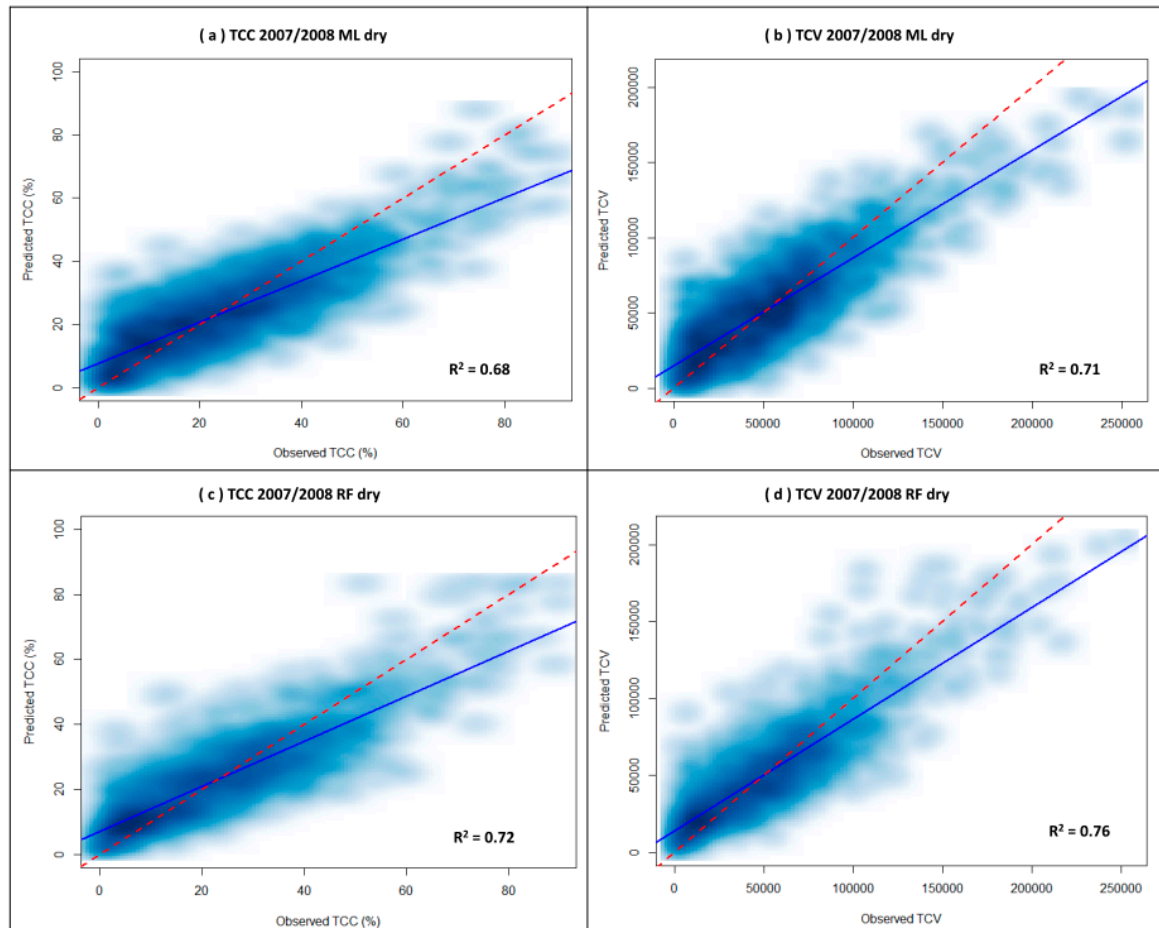 ( a ) TCC 2007/2008 ML dry
100
80
60
40
20
0
Predicted TCC (%)
R² = 0.68
0 20 40 60 80
Observed TCC (%)
( b ) TCV 2007/2008 ML dry
200000
150000
100000
50000
0
Predicted TCV
R² = 0.71
0 50000 100000 150000 200000 250000
Observed TCV
( c ) TCC 2007/2008 RF dry
100
80
60
40
20
0
Predicted TCC (%)
R² = 0.72
0 20 40 60 80
Observed TCC (%)
( d ) TCV 2007/2008 RF dry
200000
150000
100000
50000
0
Predicted TCV
R² = 0.76
0 50000 100000 150000 200000 250000
Observed TCV